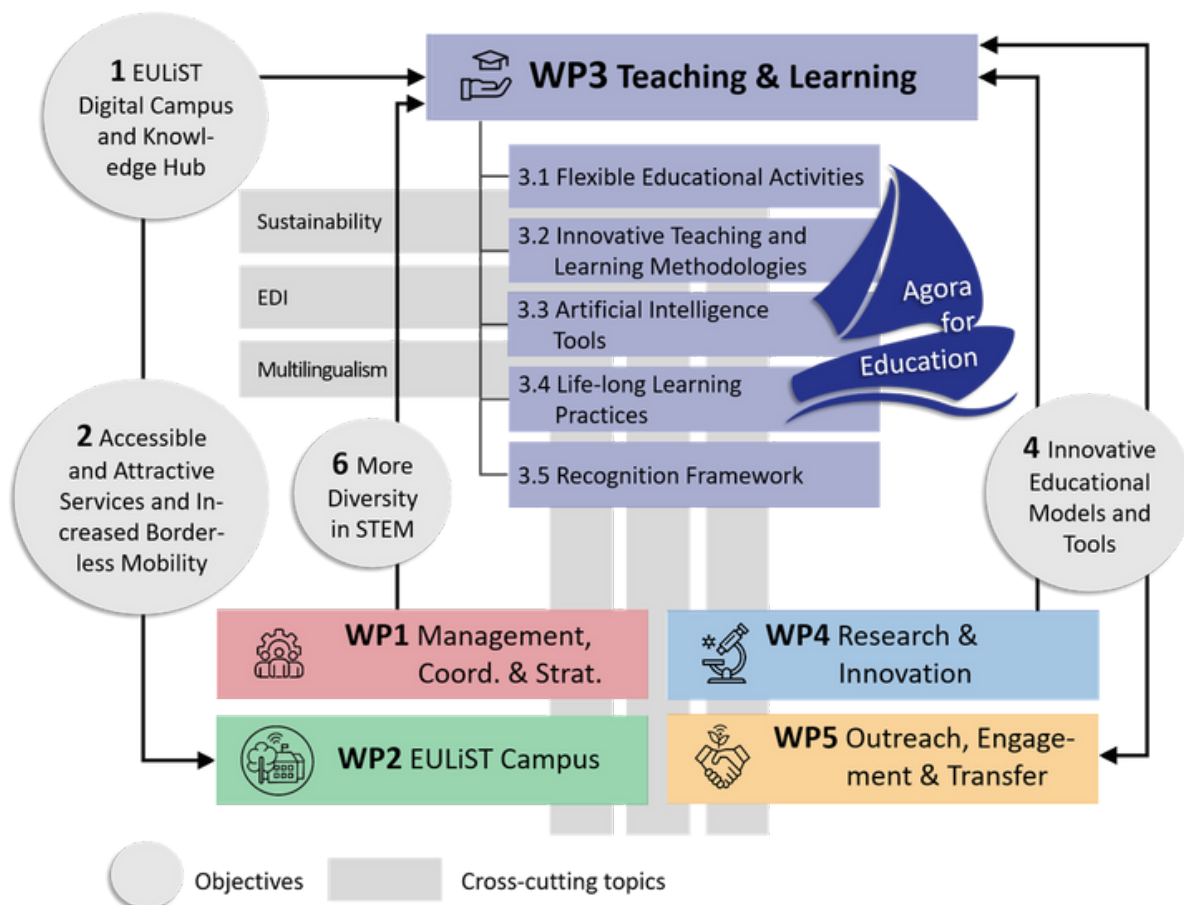 1 EULiST
Digital Campus
and Knowl-
edge Hub
WP3 Teaching & Learning
3.1 Flexible Educational Activities
Sustainability
3.2 Innovative Teaching and
Learning Methodologies
EDI
3.3 Artificial Intelligence
Tools
Multilingualism
3.4 Life-long Learning
Practices
3.5 Recognition Framework
Agora
for
Education
2 Accessible
and Attractive
Services and In-
creased Border-
less Mobility
6 More
Diversity
in STEM
4 Innovative
Educational
Models and
Tools
WP1 Management,
Coord. & Strat.
WP4 Research &
Innovation
WP2 EULiST Campus
WP5 Outreach, Engage-
ment & Transfer
Objectives
Cross-cutting topics